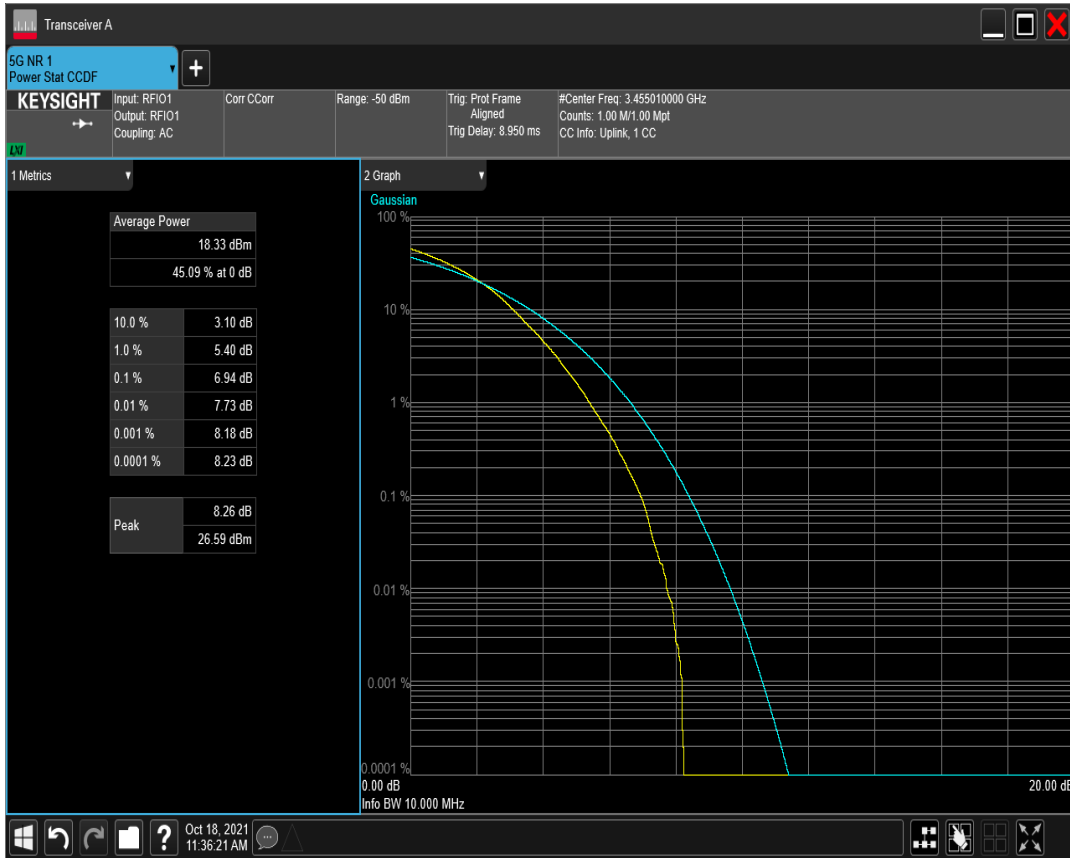 Transceiver A
5G NR 1
Power Stat CCDF
+
KEYSIGHT
LXI
Input: RFIO1
Output: RFIO1
Coupling: AC
Corr CCorr
Range: -50 dBm
Trig: Prot Frame
Aligned
Trig Delay: 8.950 ms
#Center Freq: 3.455010000 GHz
Counts: 1.00 M/1.00 Mpt
CC Info: Uplink, 1 CC
1 Metrics
Average Power
18.33 dBm
45.09 % at 0 dB
10.0 % 3.10 dB
1.0 % 5.40 dB
0.1 % 6.94 dB
0.01 % 7.73 dB
0.001 % 8.18 dB
0.0001 % 8.23 dB
Peak
8.26 dB
26.59 dBm
2 Graph
Gaussian
100 %
10 %
1 %
0.1 %
0.01 %
0.001 %
0.0001 %
0.00 dB 20.00 dB
Info BW 10.000 MHz
?
Oct 18, 2021
11:36:21 AM